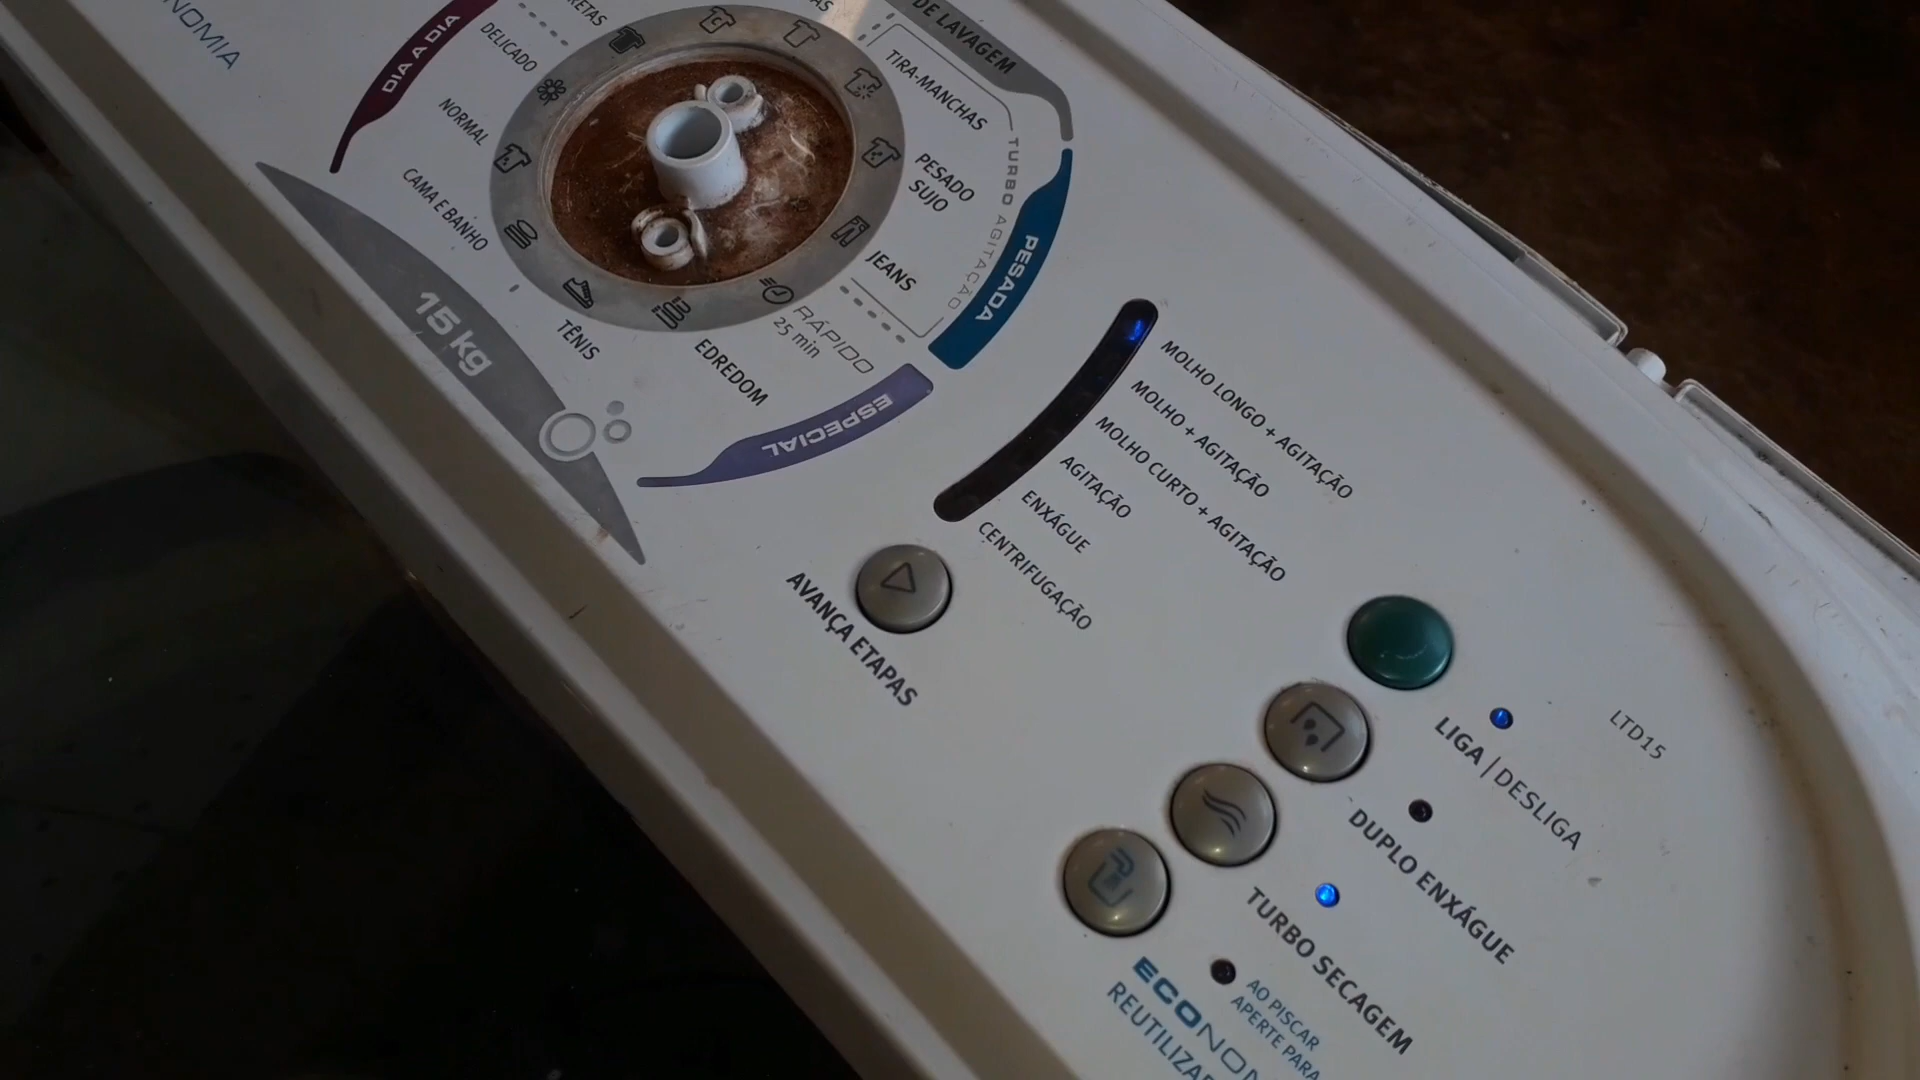 DIA A DIA
DELICADO
NORMAL
CAMA E BANHO
TÊNIS
EDREDOM
RÁPIDO
25 min
JEANS
PESADO
SUJO
TIRA-MANCHAS
DE LAVAGEM
TURBO AGITAÇÃO
PESADA
ESPECIAL
15 kg
MOLHO LONGO + AGITAÇÃO
MOLHO + AGITAÇÃO
MOLHO CURTO + AGITAÇÃO
AGITAÇÃO
ENXÁGUE
CENTRIFUGAÇÃO
AVANÇA ETAPAS
LTD15
LIGA | DESLIGA
DUPLO ENXÁGUE
TURBO SECAGEM
AO PISCAR
APERTE PARA